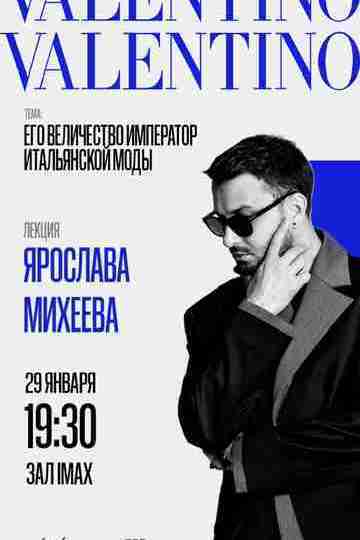 VALENTINO
VALENTINO
ТЕМА:
ЕГО ВЕЛИЧЕСТВО ИМПЕРАТОР
ИТАЛЬЯНСКОЙ МОДЫ
ЛЕКЦИЯ
ЯРОСЛАВА
МИХЕЕВА
29 ЯНВАРЯ
19:30
ЗАЛ IMAX